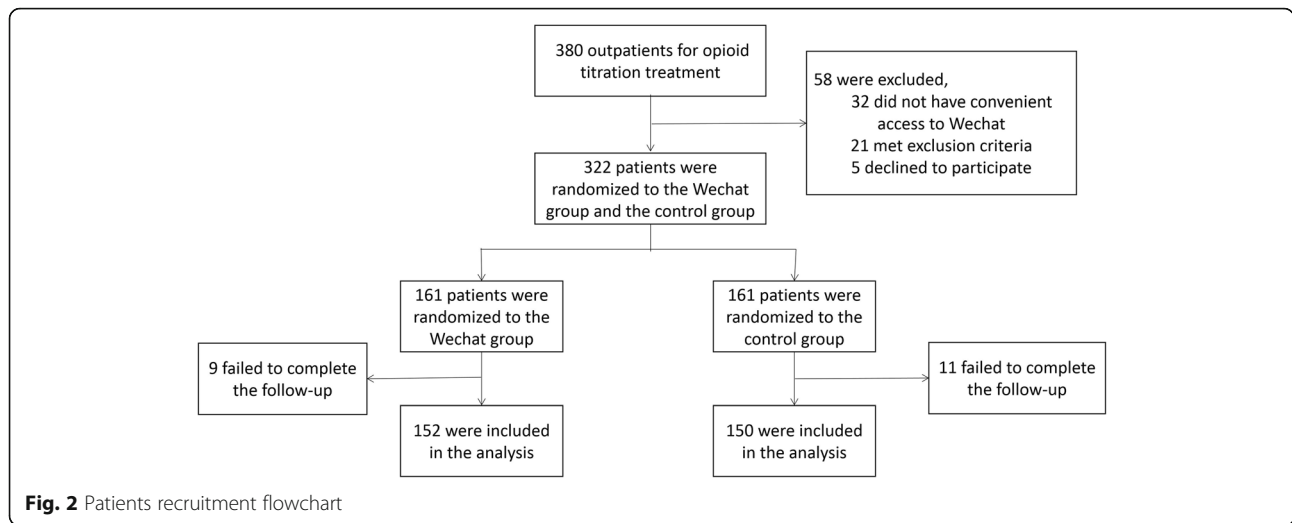 380 outpatients for opioid
titration treatment
58 were excluded,
32 did not have convenient
access to Wechat
21 met exclusion criteria
5 declined to participate
322 patients were
randomized to the Wechat
group and the control group
161 patients were
randomized to the
Wechat group
161 patients were
randomized to the
control group
9 failed to complete
the follow-up
11 failed to complete
the follow-up
152 were included
in the analysis
150 were included
in the analysis
Fig. 2 Patients recruitment flowchart